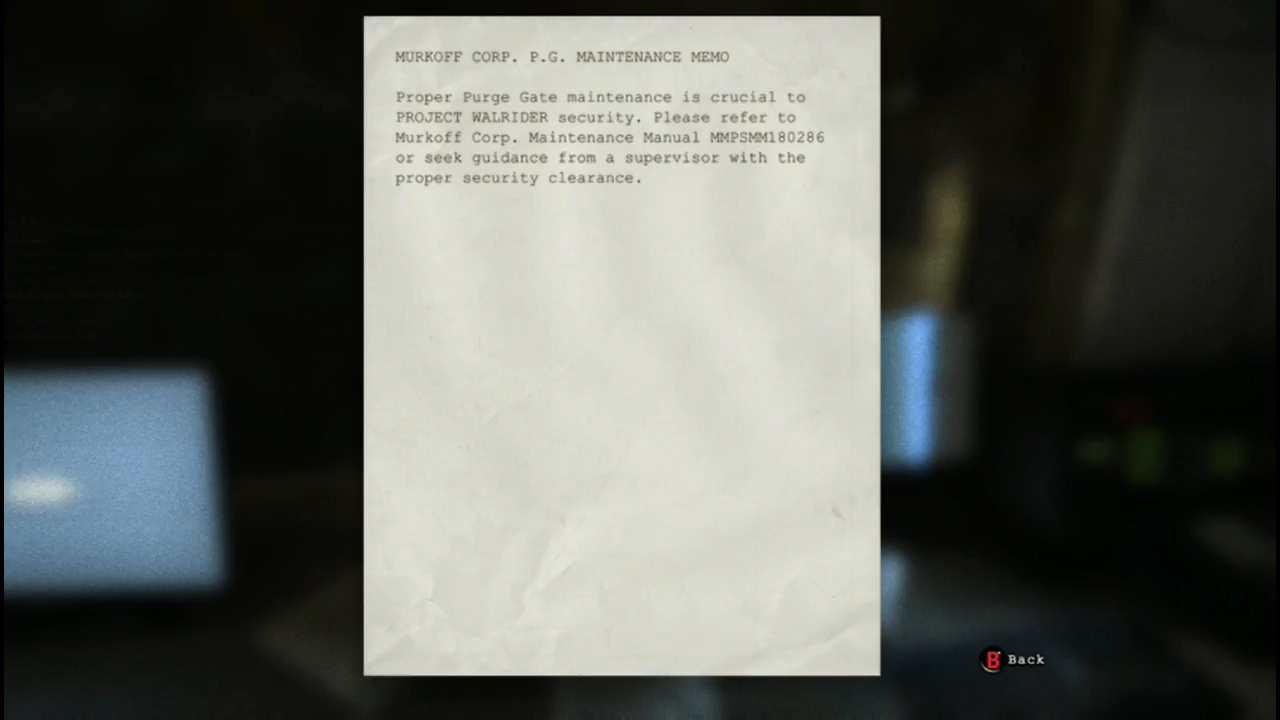 MURKOFF CORP. P.G. MAINTENANCE MEMO
Proper Purge Gate maintenance is crucial to
PROJECT WALRIDER security. Please refer to
Murkoff Corp. Maintenance Manual MMPSMM180286
or seek guidance from a supervisor with the
proper security clearance.
B Back